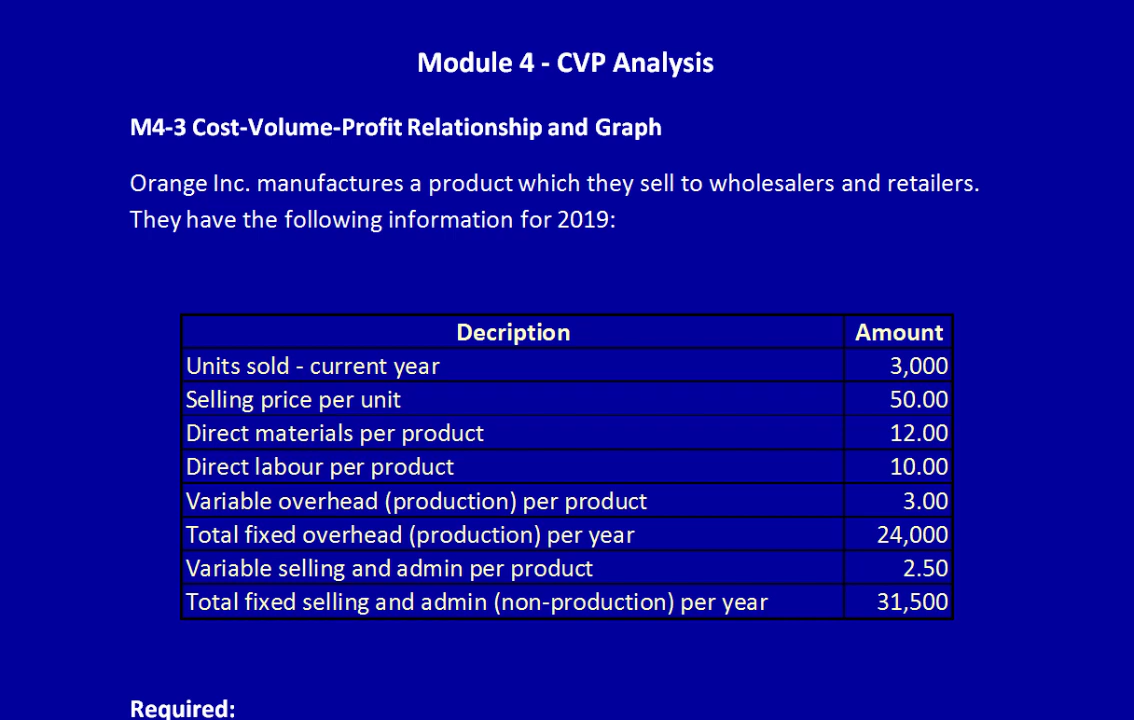 Module 4 - CVP Analysis
M4-3 Cost-Volume-Profit Relationship and Graph
Orange Inc. manufactures a product which they sell to wholesalers and retailers.
They have the following information for 2019:
Decription Amount
Units sold - current year 3,000
Selling price per unit 50.00
Direct materials per product 12.00
Direct labour per product 10.00
Variable overhead (production) per product 3.00
Total fixed overhead (production) per year 24,000
Variable selling and admin per product 2.50
Total fixed selling and admin (non-production) per year 31,500
Required: